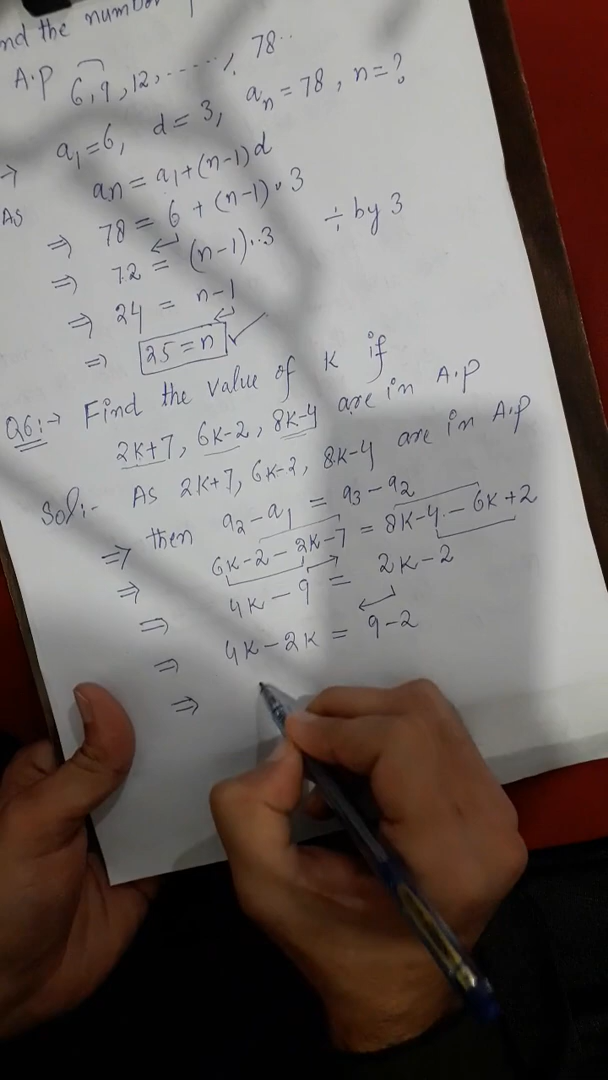 nd the number
A.P 6, 9, 12, ....., 78..
→ a₁=6, d=3, aₙ=78, n=?
As aₙ = a₁+(n-1)d
⇒ 78 = 6 + (n-1)·3
⇒ 72 = (n-1)·3 ÷ by 3
⇒ 24 = n-1
⇒ 25=n ✓
Q6:→ Find the value of K if
2K+7, 6K-2, 8K-4 are in A.P
Sol:- As 2K+7, 6K-2, 8K-4 are in A.P
⇒ then a₂-a₁ = a₃-a₂
⇒ 6K-2-2K-7 = 8K-4-6K+2
⇒ 4K-9 = 2K-2
⇒ 4K-2K = 9-2
⇒